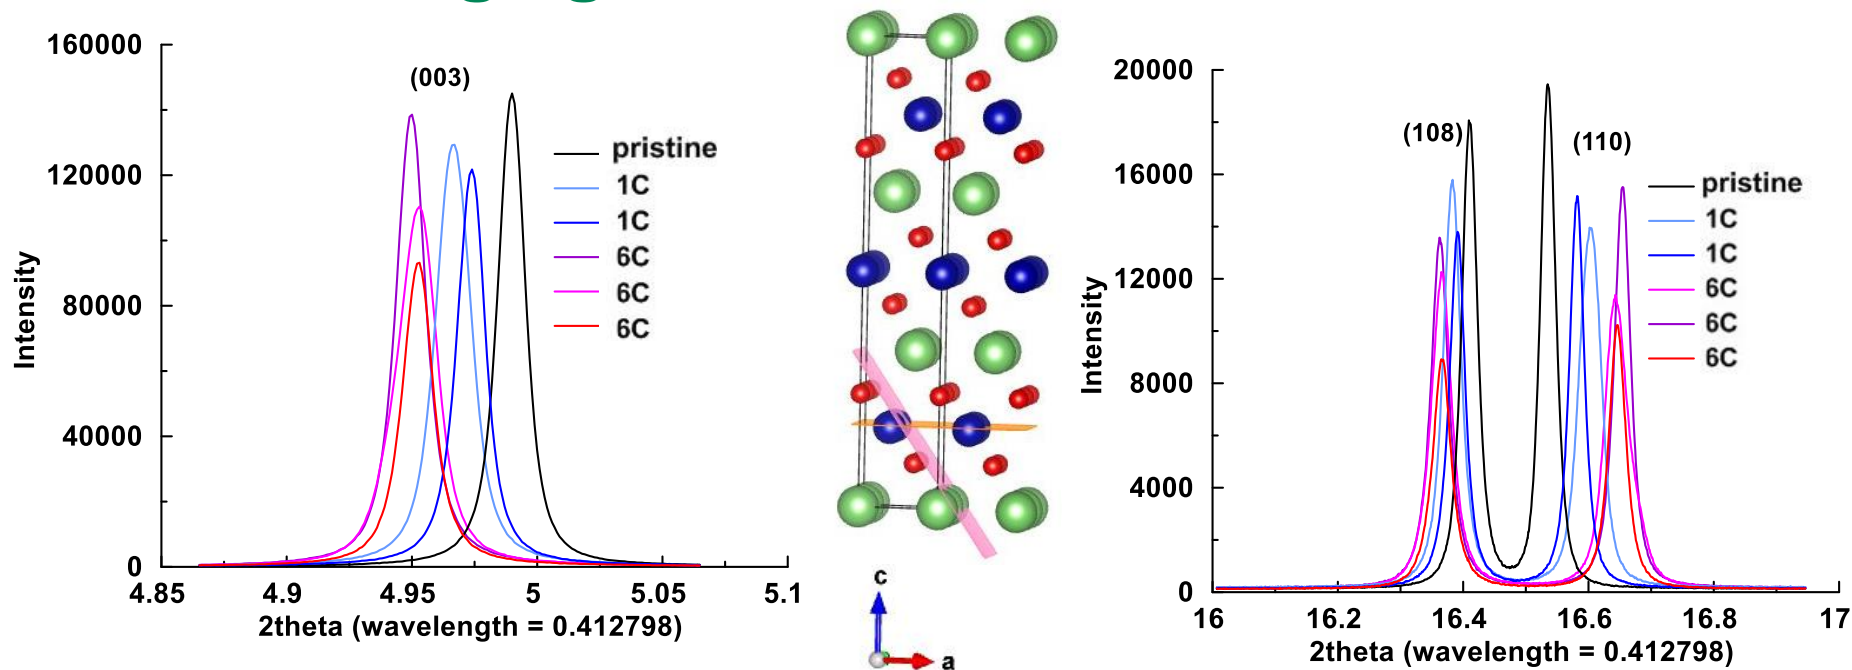 160000
120000
80000
40000
0
4.85
4.9
4.95
5
5.05
5.1
Intensity
2theta (wavelength = 0.412798)
(003)
pristine
1C
1C
6C
6C
6C
c
a
20000
16000
12000
8000
4000
0
16
16.2
16.4
16.6
16.8
17
Intensity
2theta (wavelength = 0.412798)
(108)
(110)
pristine
1C
1C
6C
6C
6C